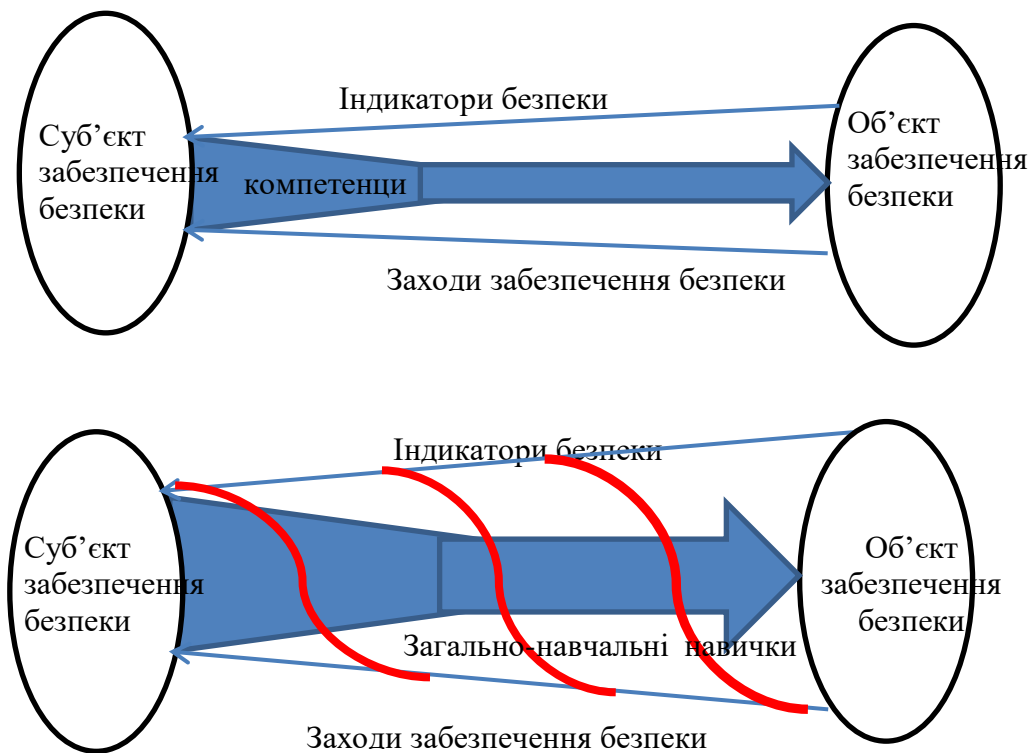 Індикатори безпеки
Суб’єкт
забезпечення
безпеки
Об’єкт
забезпечення
безпеки
компетенци
Заходи забезпечення безпеки
Індикатори безпеки
Суб’єкт
забезпечення
безпеки
Об’єкт
забезпечення
безпеки
Загально-навчальні навички
Заходи забезпечення безпеки